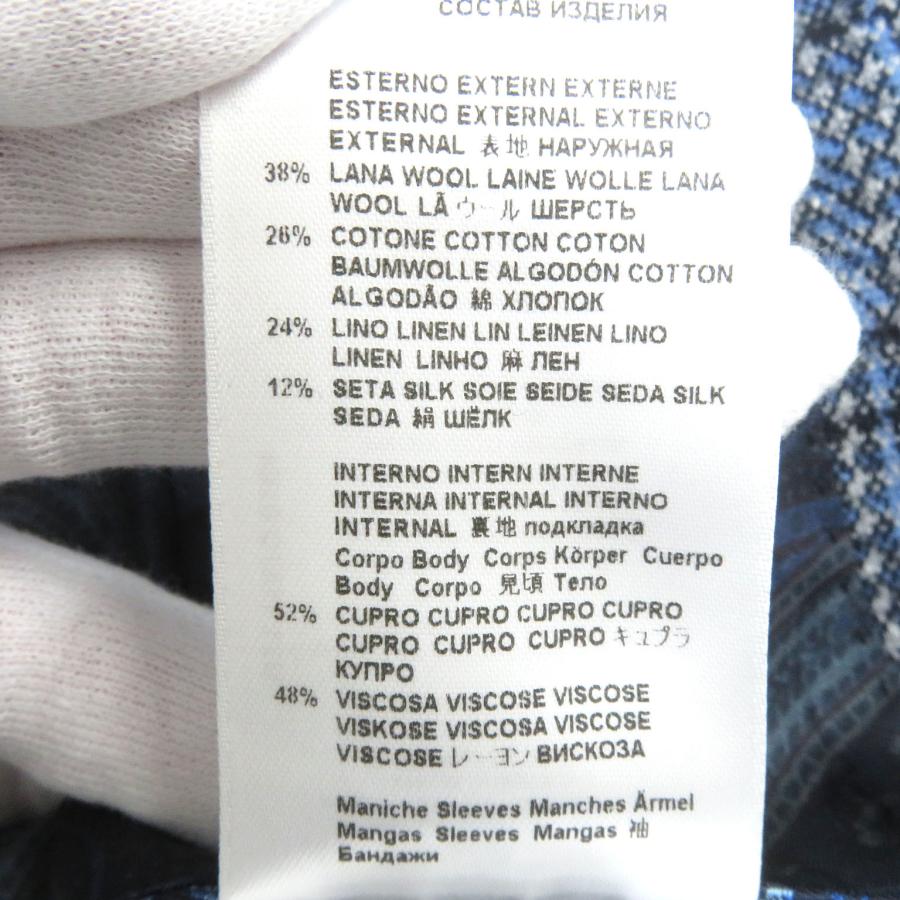 СОСТАВ ИЗДЕЛИЯ
ESTERNO EXTERN EXTERNE
ESTERNO EXTERNAL EXTERNO
EXTERNAL 表地 НАРУЖНАЯ
38% LANA WOOL LAINE WOLLE LANA
WOOL LÃ ウール ШЕРСТЬ
26% COTONE COTTON COTON
BAUMWOLLE ALGODÓN COTTON
ALGODÃO 綿 ХЛОПОК
24% LINO LINEN LIN LEINEN LINO
LINEN LINHO 麻 ЛЕН
12% SETA SILK SOIE SEIDE SEDA SILK
SEDA 絹 ШЁЛК
INTERNO INTERN INTERNE
INTERNA INTERNAL INTERNO
INTERNAL 裏地 подкладка
Corpo Body Corps Körper Cuerpo
Body Corpo 見頃 Тело
52% CUPRO CUPRO CUPRO CUPRO
CUPRO CUPRO CUPRO キュプラ
КУПРО
48% VISCOSA VISCOSE VISCOSE
VISKOSE VISCOSA VISCOSE
VISCOSE レーヨン ВИСКОЗА
Maniche Sleeves Manches Ärmel
Mangas Sleeves Mangas 袖
Бандажи